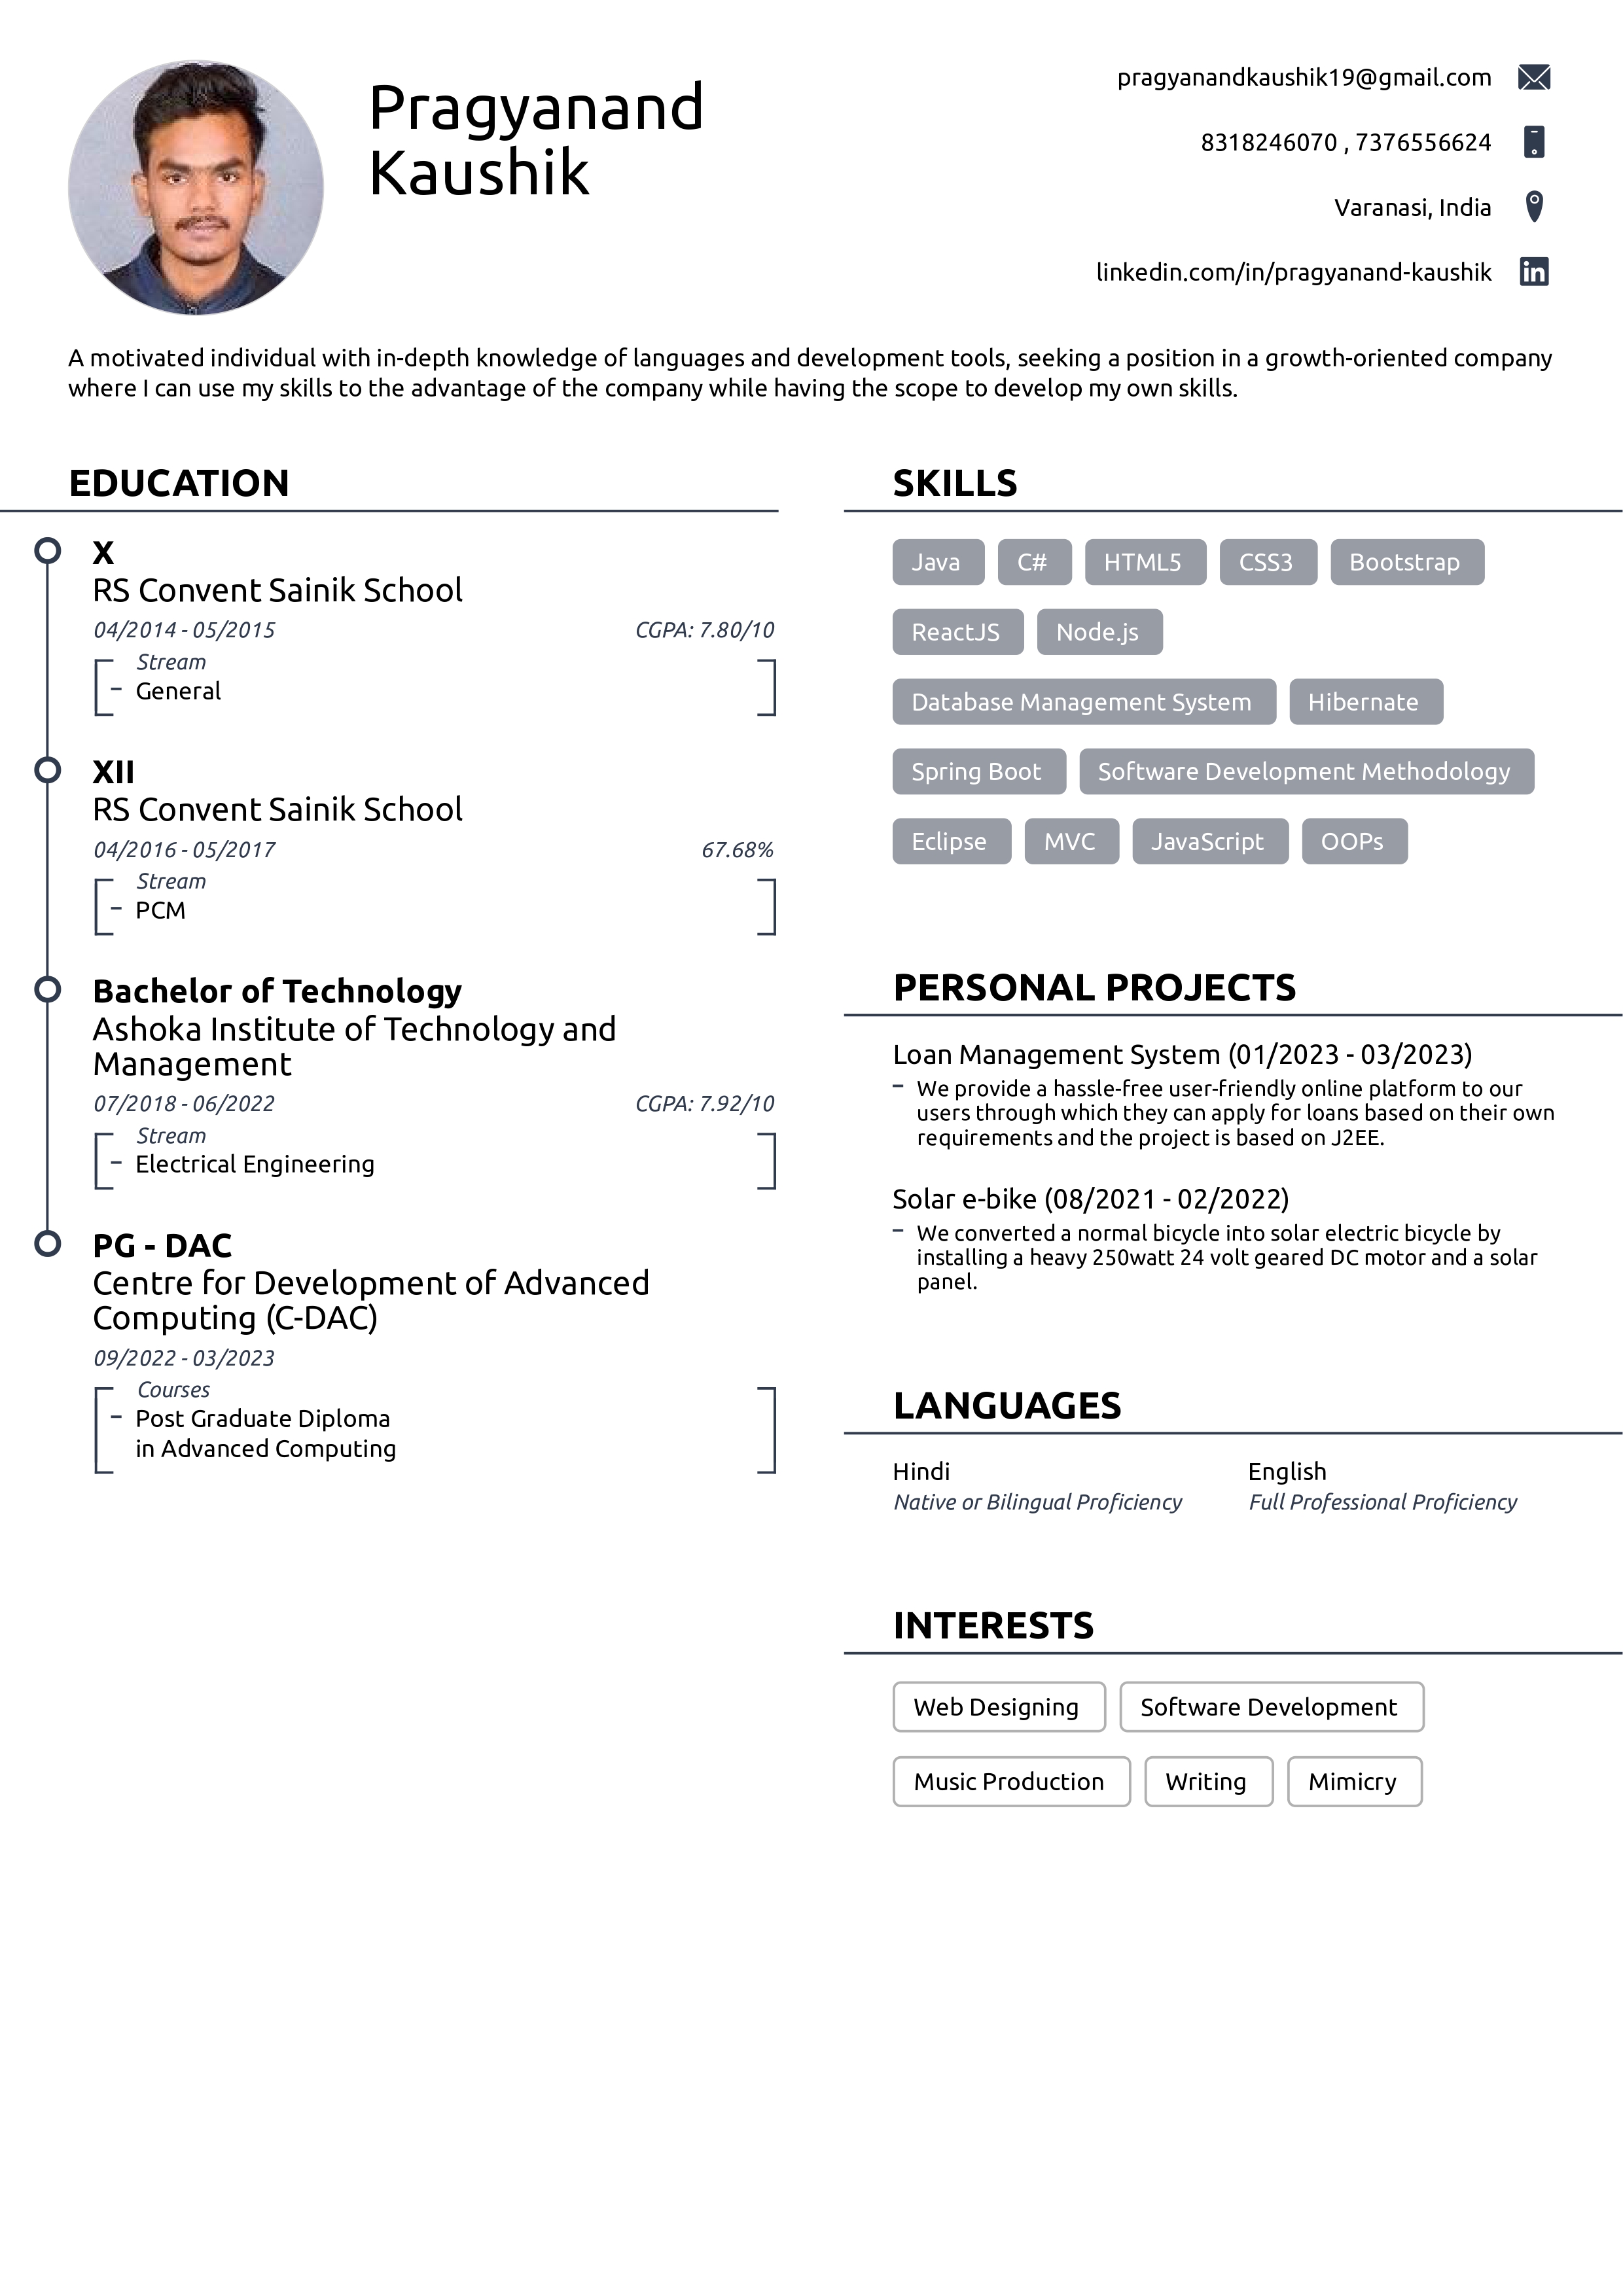 Pragyanand
Kaushik
pragyanandkaushik19@gmail.com
8318246070 , 7376556624
Varanasi, India
linkedin.com/in/pragyanand-kaushik
A motivated individual with in-depth knowledge of languages and development tools, seeking a position in a growth-oriented company
where I can use my skills to the advantage of the company while having the scope to develop my own skills.
EDUCATION
X
RS Convent Sainik School
04/2014 - 05/2015 CGPA: 7.80/10
Stream
– General
XII
RS Convent Sainik School
04/2016 - 05/2017 67.68%
Stream
– PCM
Bachelor of Technology
Ashoka Institute of Technology and
Management
07/2018 - 06/2022 CGPA: 7.92/10
Stream
– Electrical Engineering
PG - DAC
Centre for Development of Advanced
Computing (C-DAC)
09/2022 - 03/2023
Courses
– Post Graduate Diploma
in Advanced Computing
SKILLS
Java C# HTML5 CSS3 Bootstrap
ReactJS Node.js
Database Management System Hibernate
Spring Boot Software Development Methodology
Eclipse MVC JavaScript OOPs
PERSONAL PROJECTS
Loan Management System (01/2023 - 03/2023)
– We provide a hassle-free user-friendly online platform to our
users through which they can apply for loans based on their own
requirements and the project is based on J2EE.
Solar e-bike (08/2021 - 02/2022)
– We converted a normal bicycle into solar electric bicycle by
installing a heavy 250watt 24 volt geared DC motor and a solar
panel.
LANGUAGES
Hindi English
Native or Bilingual Proficiency Full Professional Proficiency
INTERESTS
Web Designing Software Development
Music Production Writing Mimicry